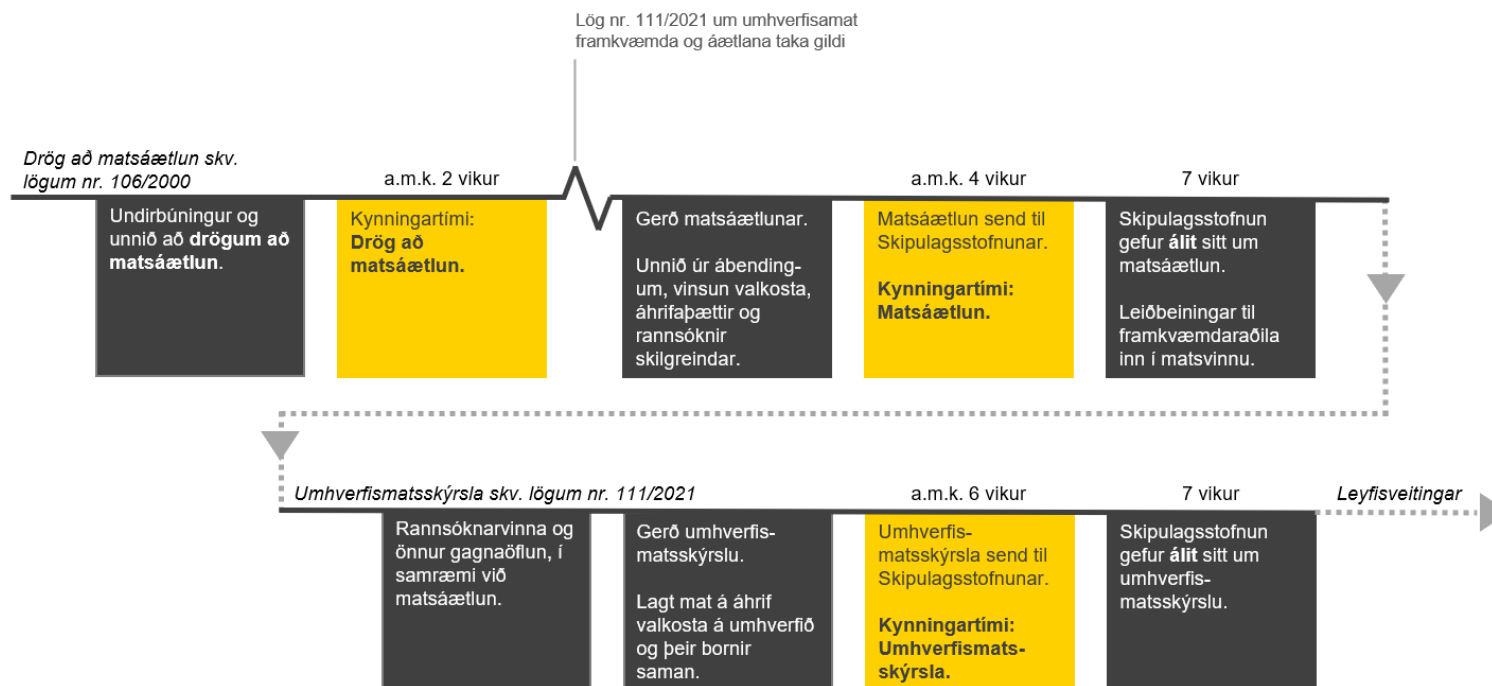 Lög nr. 111/2021 um umhverfisamat
framkvæmda og áætlana taka gildi
Drög að matsáætlun skv.
lögum nr. 106/2000
a.m.k. 2 vikur
a.m.k. 4 vikur
7 vikur
Undirbúningur og
unnið að drögum að
matsáætlun.
Kynningartími:
Drög að
matsáætlun.
Gerð matsáætlunar.
Unnið úr ábending-
um, vinsun valkosta,
áhrifaþættir og
rannsóknir
skilgreindar.
Matsáætlun send til
Skipulagsstofnunar.
Kynningartími:
Matsáætlun.
Skipulagsstofnun
gefur álit sitt um
matsáætlun.
Leiðbeiningar til
framkvæmdaraðila
inn í matsvinnu.
Umhverfismatsskýrsla skv. lögum nr. 111/2021
a.m.k. 6 vikur
7 vikur
Leyfisveitingar
Rannsóknarvinna og
önnur gagnaöflun, í
samræmi við
matsáætlun.
Gerð umhverfis-
matsskýrslu.
Lagt mat á áhrif
valkosta á umhverfið
og þeir bornir
saman.
Umhverfis-
matsskýrsla send til
Skipulagsstofnunar.
Kynningartími:
Umhverfismats-
skýrsla.
Skipulagsstofnun
gefur álit sitt um
umhverfis-
matsskýrslu.